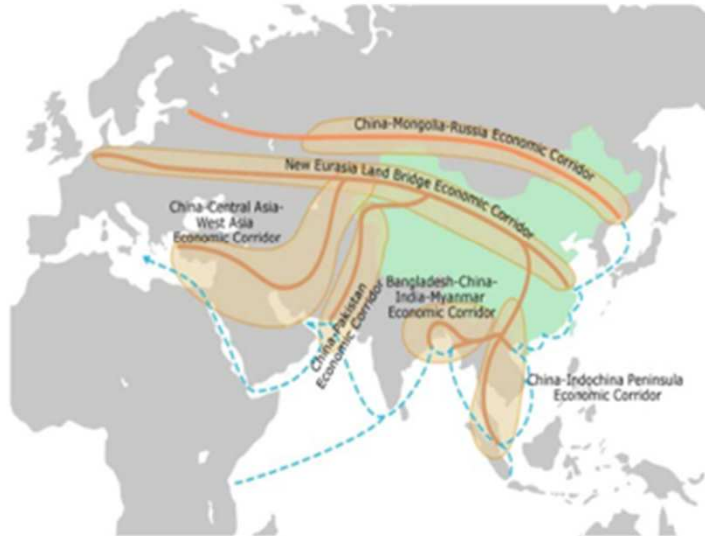 China-Mongolia-Russia Economic Corridor
New Eurasia Land Bridge Economic Corridor
China-Central Asia-
West Asia
Economic Corridor
China-Pakistan
Economic Corridor
Bangladesh-China-
India-Myanmar
Economic Corridor
China-Indochina Peninsula
Economic Corridor